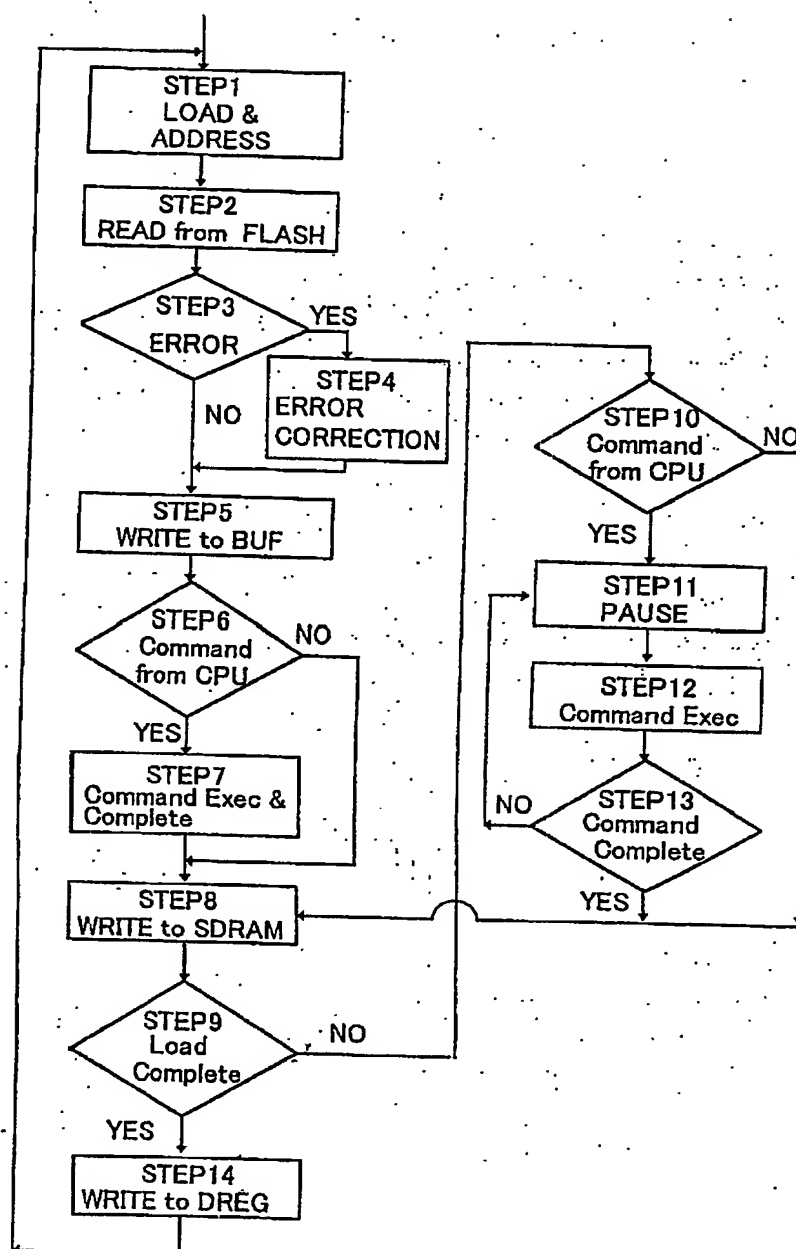 STEP1
LOAD &
ADDRESS
STEP2
READ from FLASH
STEP3
ERROR
YES
NO
STEP4
ERROR
CORRECTION
STEP5
WRITE to BUF
STEP6
Command
from CPU
NO
YES
STEP7
Command Exec &
Complete
STEP8
WRITE to SDRAM
STEP9
Load
Complete
NO
YES
STEP14
WRITE to DREG
STEP10
Command
from CPU
NO
YES
STEP11
PAUSE
STEP12
Command Exec
STEP13
Command
Complete
NO
YES